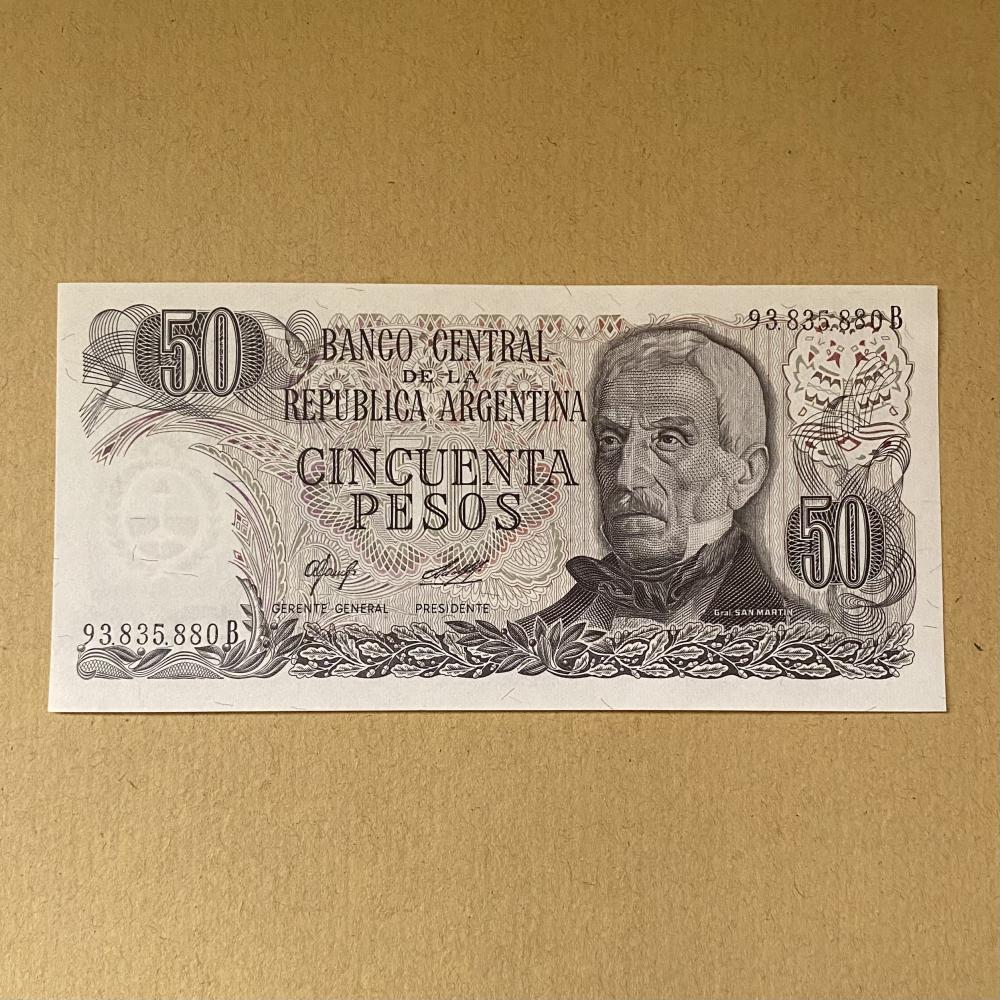 50
93.835.880 B
BANCO CENTRAL
DE LA
REPUBLICA ARGENTINA
50
CINCUENTA
PESOS
50
GERENTE GENERAL PRESIDENTE
Gral. SAN MARTIN
93.835.880 B